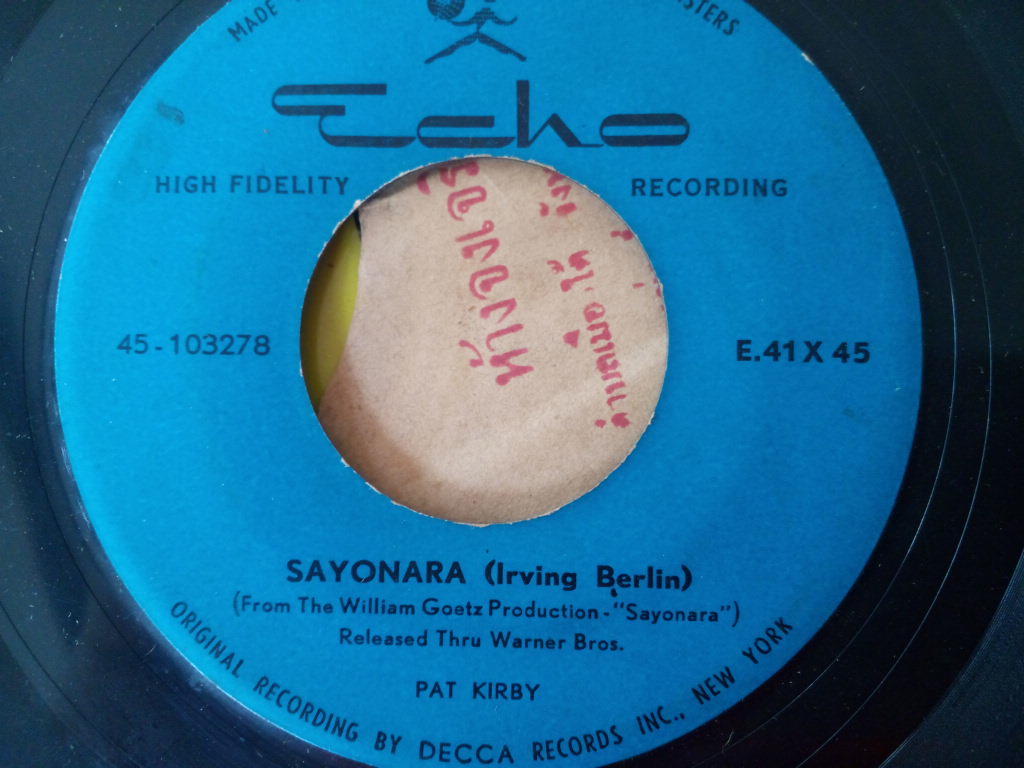 MADE
STERS
Echo
HIGH FIDELITY RECORDING
45-103278
E.41 X 45
SAYONARA (Irving Berlin)
(From The William Goetz Production - "Sayonara")
Released Thru Warner Bros.
PAT KIRBY
ORIGINAL RECORDING BY DECCA RECORDS INC., NEW YORK